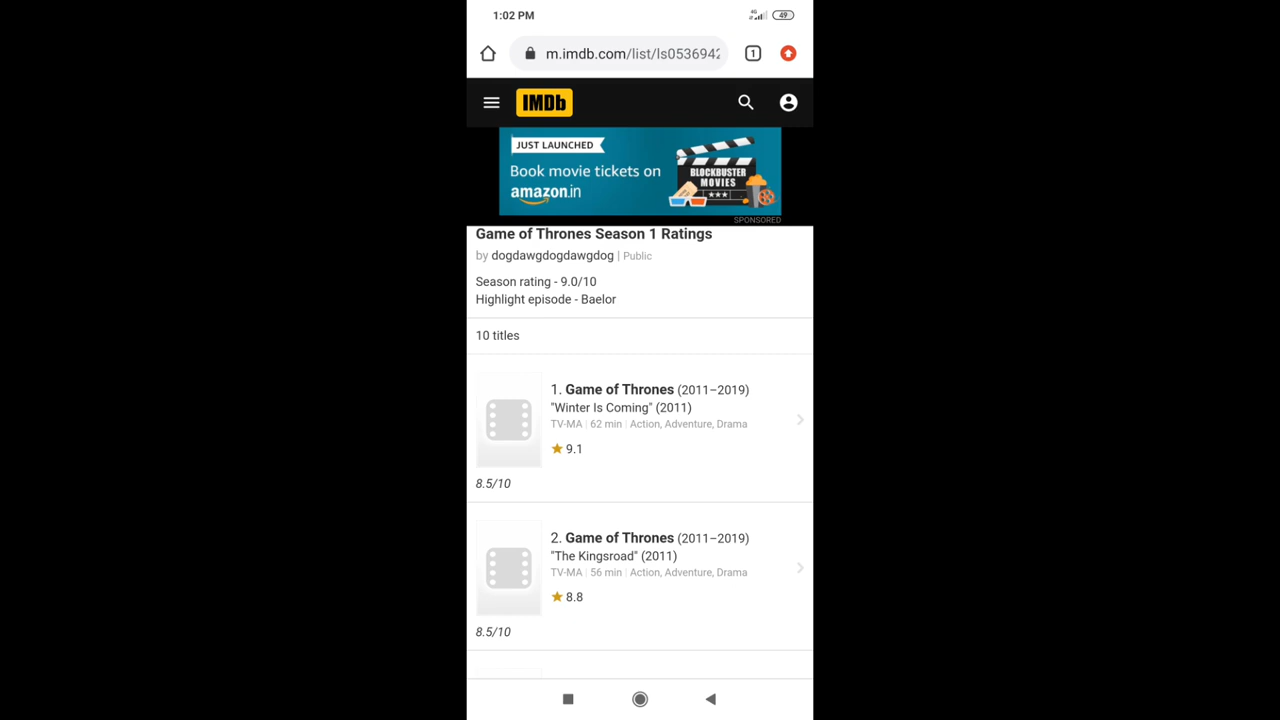 1:02 PM
4G
49
m.imdb.com/list/ls053694
1
IMDb
JUST LAUNCHED
Book movie tickets on
amazon.in
BLOCKBUSTER
MOVIES
SPONSORED
Game of Thrones Season 1 Ratings
by dogdawgdogdawgdog | Public
Season rating - 9.0/10
Highlight episode - Baelor
10 titles
1. Game of Thrones (2011–2019)
"Winter Is Coming" (2011)
TV-MA | 62 min | Action, Adventure, Drama
9.1
8.5/10
2. Game of Thrones (2011–2019)
"The Kingsroad" (2011)
TV-MA | 56 min | Action, Adventure, Drama
8.8
8.5/10